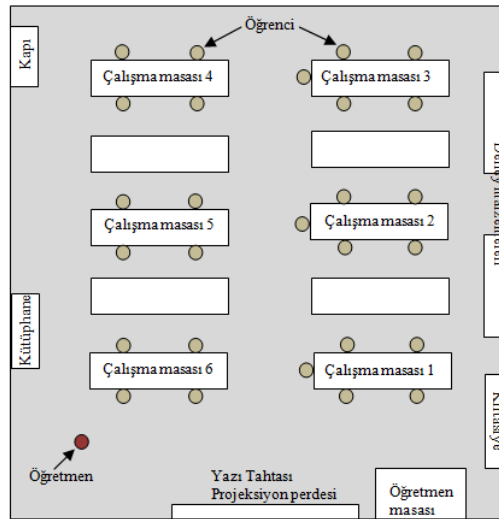 Öğrenci
Kapı
Çalışma masası 4
Çalışma masası 3
Çalışma masası 5
Çalışma masası 2
Kütüphane
Çalışma masası 6
Çalışma masası 1
Öğretmen
Yazı Tahtası
Projeksiyon perdesi
Öğretmen
masası